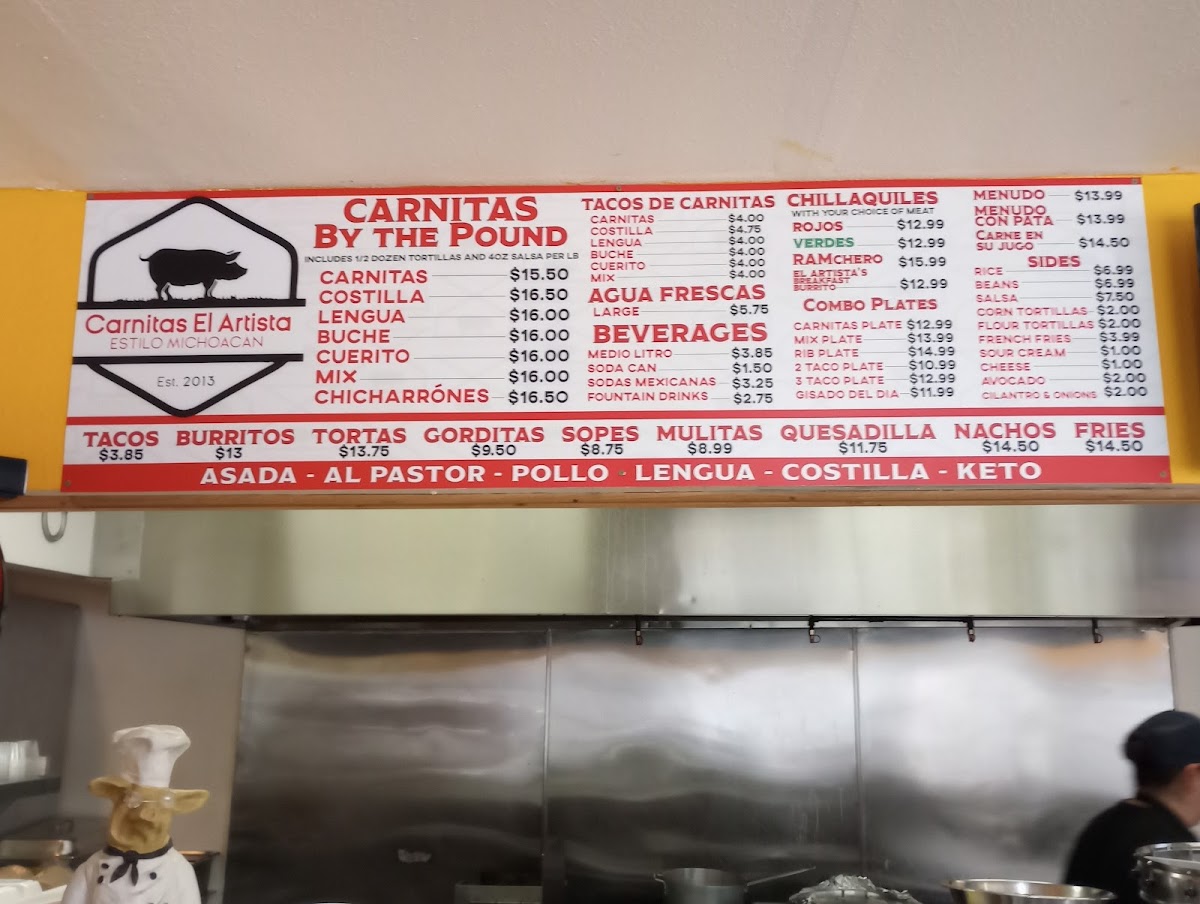 Carnitas El Artista
ESTILO MICHOACAN
Est. 2013
CARNITAS
BY THE POUND
INCLUDES 1/2 DOZEN TORTILLAS AND 4OZ SALSA PER LB
CARNITAS $15.50
COSTILLA $16.50
LENGUA $16.00
BUCHE $16.00
CUERITO $16.00
MIX $16.00
CHICHARRÓNES $16.50
TACOS DE CARNITAS
CARNITAS $4.00
COSTILLA $4.75
LENGUA $4.00
BUCHE $4.00
CUERITO $4.00
MIX $4.00
AGUA FRESCAS
LARGE $5.75
BEVERAGES
MEDIO LITRO $3.85
SODA CAN $1.50
SODAS MEXICANAS $3.25
FOUNTAIN DRINKS $2.75
CHILLAQUILES
WITH YOUR CHOICE OF MEAT
ROJOS $12.99
VERDES $12.99
RAMCHERO $15.99
EL ARTISTA'S
BREAKFAST
BURRITO $12.99
COMBO PLATES
CARNITAS PLATE $12.99
MIX PLATE $13.99
RIB PLATE $14.99
2 TACO PLATE $10.99
3 TACO PLATE $12.99
GISADO DEL DIA $11.99
MENUDO $13.99
MENUDO
CON PATA $13.99
CARNE EN
SU JUGO $14.50
SIDES
RICE $6.99
BEANS $6.99
SALSA $7.50
CORN TORTILLAS $2.00
FLOUR TORTILLAS $2.00
FRENCH FRIES $3.99
SOUR CREAM $1.00
CHEESE $1.00
AVOCADO $2.00
CILANTRO & ONIONS $2.00
TACOS BURRITOS TORTAS GORDITAS SOPES MULITAS QUESADILLA NACHOS FRIES
$3.85 $13 $13.75 $9.50 $8.75 $8.99 $11.75 $14.50 $14.50
ASADA - AL PASTOR - POLLO - LENGUA - COSTILLA - KETO